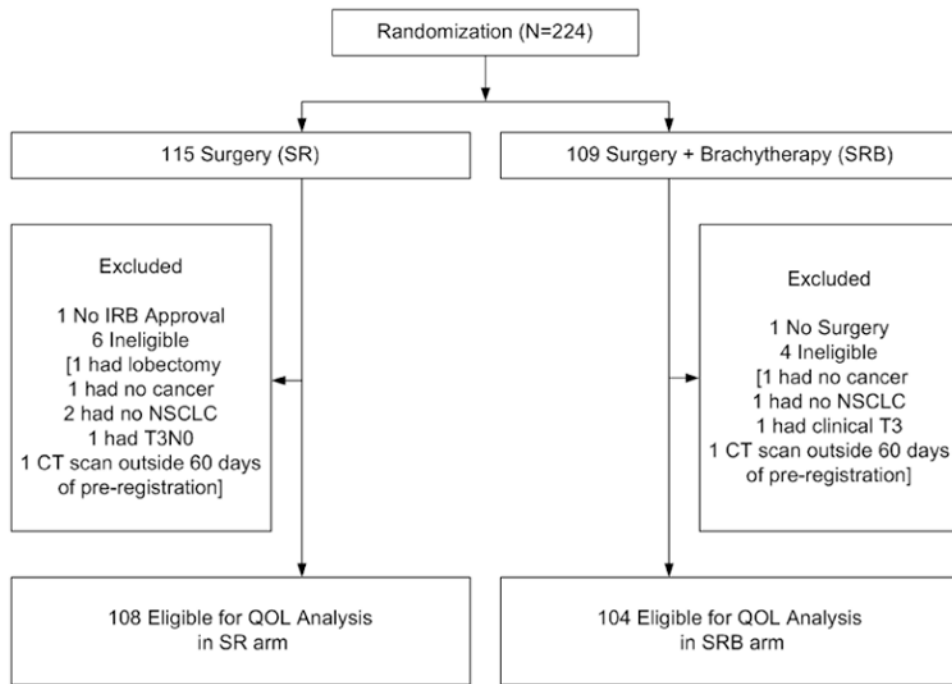 Randomization (N=224)
115 Surgery (SR)
109 Surgery + Brachytherapy (SRB)
Excluded
1 No IRB Approval
6 Ineligible
[1 had lobectomy
1 had no cancer
2 had no NSCLC
1 had T3N0
1 CT scan outside 60 days
of pre-registration]
Excluded
1 No Surgery
4 Ineligible
[1 had no cancer
1 had no NSCLC
1 had clinical T3
1 CT scan outside 60 days
of pre-registration]
108 Eligible for QOL Analysis
in SR arm
104 Eligible for QOL Analysis
in SRB arm